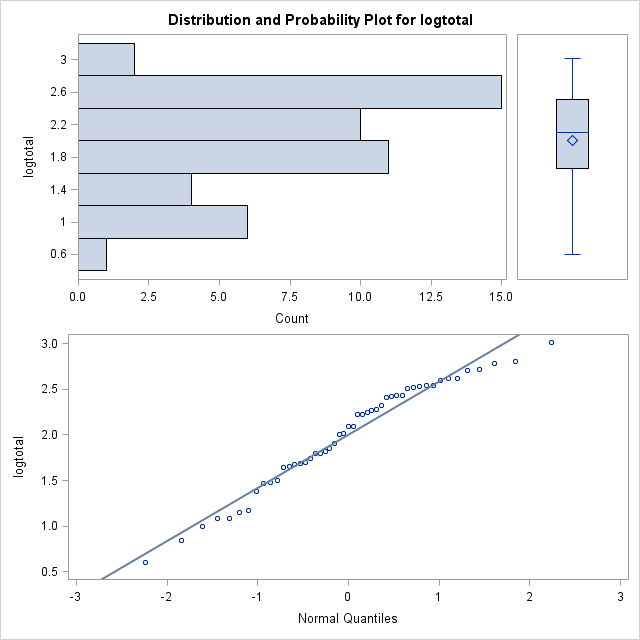 Distribution and Probability Plot for logtotal
logtotal
3
2.6
2.2
1.8
1.4
1
0.6
0.0 2.5 5.0 7.5 10.0 12.5 15.0
Count
logtotal
3.0
2.5
2.0
1.5
1.0
0.5
-3 -2 -1 0 1 2 3
Normal Quantiles